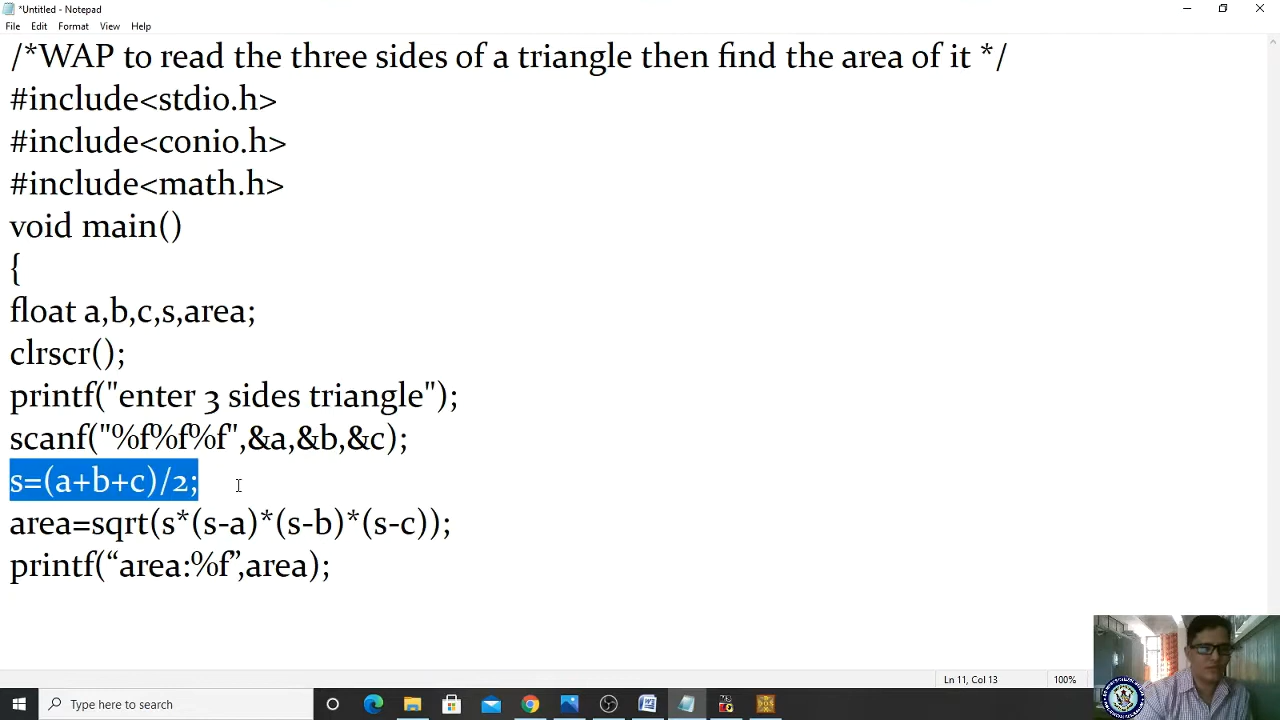 *Untitled - Notepad
File Edit Format View Help
/*WAP to read the three sides of a triangle then find the area of it */
#include<stdio.h>
#include<conio.h>
#include<math.h>
void main()
{
float a,b,c,s,area;
clrscr();
printf("enter 3 sides triangle");
scanf("%f%f%f",&a,&b,&c);
s=(a+b+c)/2;
area=sqrt(s*(s-a)*(s-b)*(s-c));
printf(“area:%f”,area);
Ln 11, Col 13 100%
Type here to search